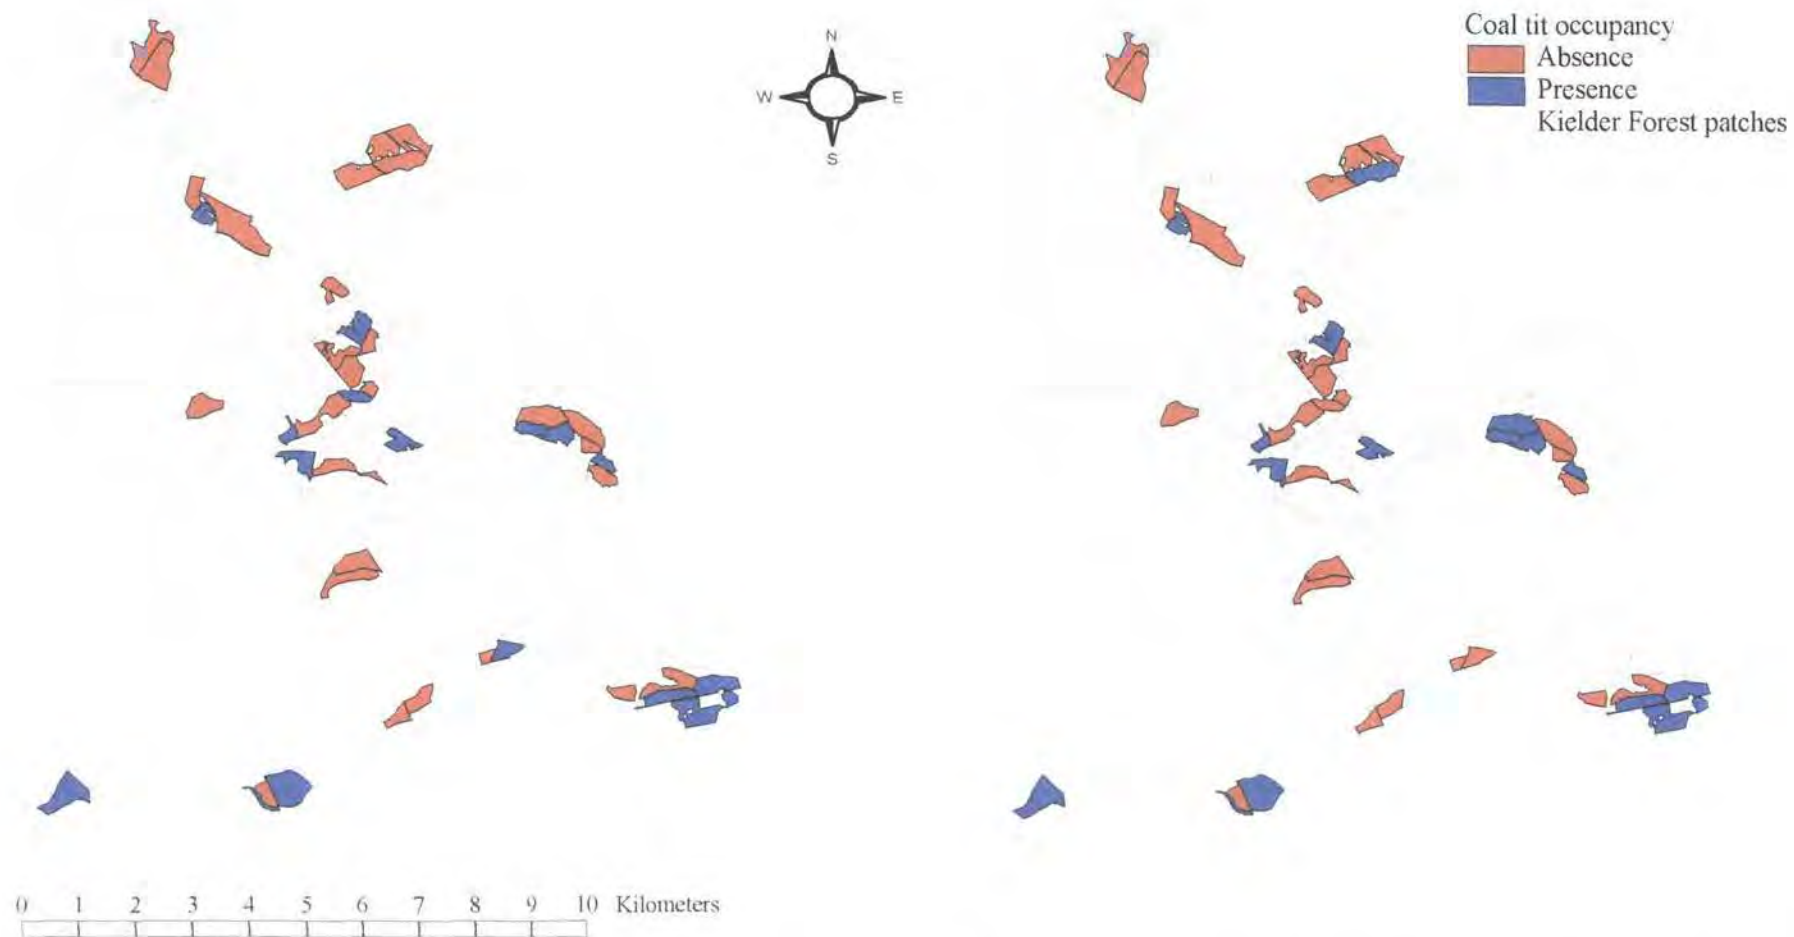 N
W E
S
Coal tit occupancy
Absence
Presence
Kielder Forest patches
0 1 2 3 4 5 6 7 8 9 10 Kilometers